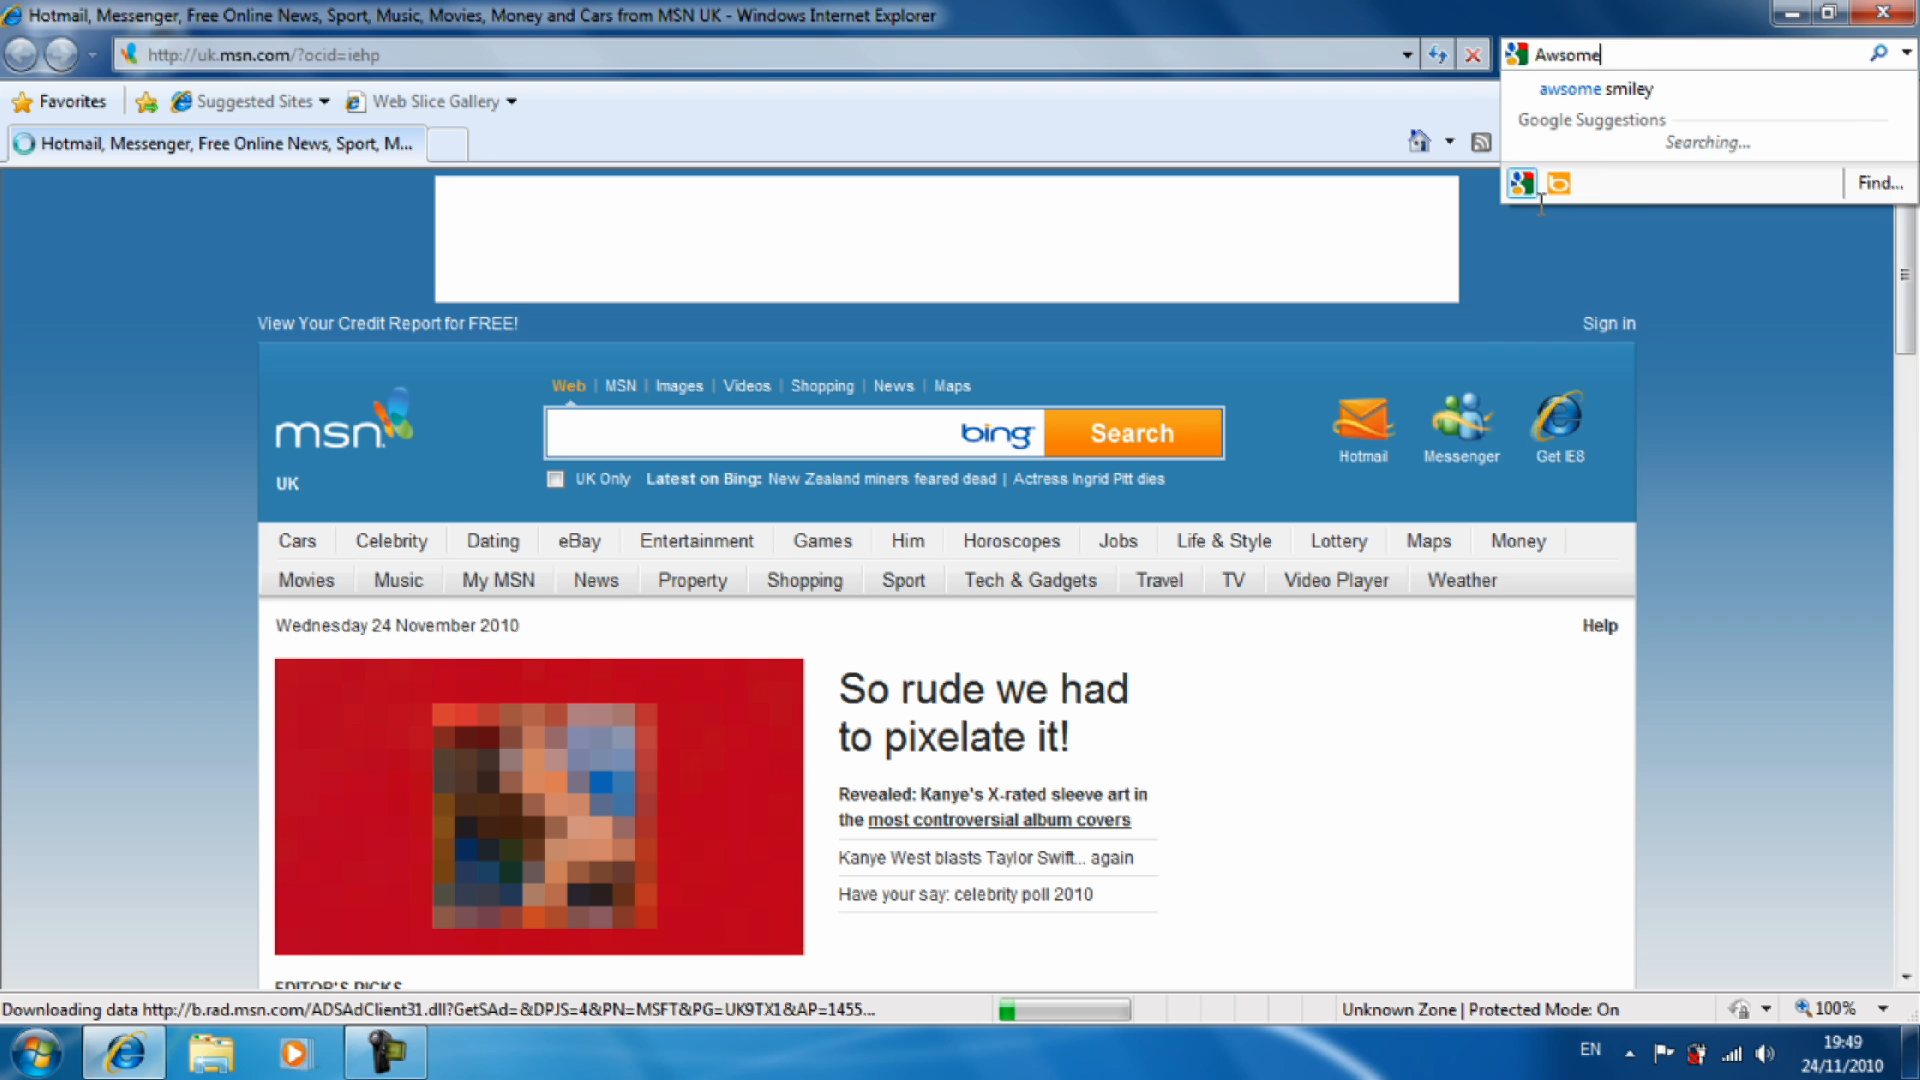 Hotmail, Messenger, Free Online News, Sport, Music, Movies, Money and Cars from MSN UK - Windows Internet Explorer
http://uk.msn.com/?ocid=iehp
Awsome
Favorites
Suggested Sites
Web Slice Gallery
awsome smiley
Google Suggestions
Searching...
Hotmail, Messenger, Free Online News, Sport, M...
b
Find...
View Your Credit Report for FREE!
Sign in
Web | MSN | Images | Videos | Shopping | News | Maps
msn
bing
Search
Hotmail
Messenger
Get IE8
UK
UK Only
Latest on Bing: New Zealand miners feared dead | Actress Ingrid Pitt dies
Cars
Celebrity
Dating
eBay
Entertainment
Games
Him
Horoscopes
Jobs
Life & Style
Lottery
Maps
Money
Movies
Music
My MSN
News
Property
Shopping
Sport
Tech & Gadgets
Travel
TV
Video Player
Weather
Wednesday 24 November 2010
Help
So rude we had
to pixelate it!
Revealed: Kanye's X-rated sleeve art in
the most controversial album covers
Kanye West blasts Taylor Swift... again
Have your say: celebrity poll 2010
EDITOR'S PICKS
Downloading data http://b.rad.msn.com/ADSAdClient31.dll?GetSAd=&DPJS=4&PN=MSFT&PG=UK9TX1&AP=1455...
Unknown Zone | Protected Mode: On
100%
EN
19:49
24/11/2010